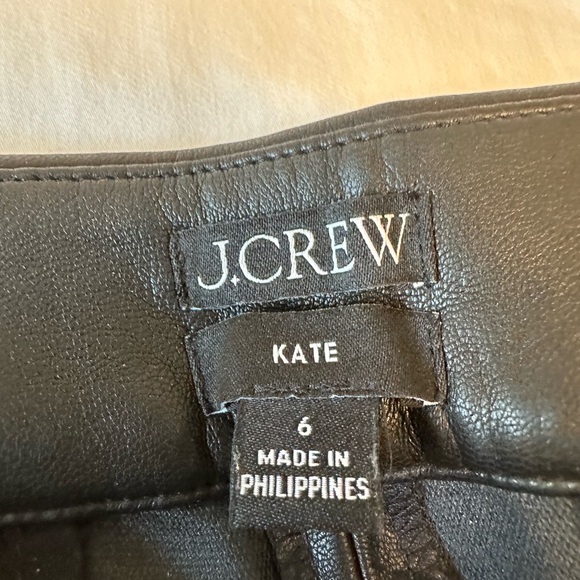 J.CREW
KATE
6
MADE IN
PHILIPPINES